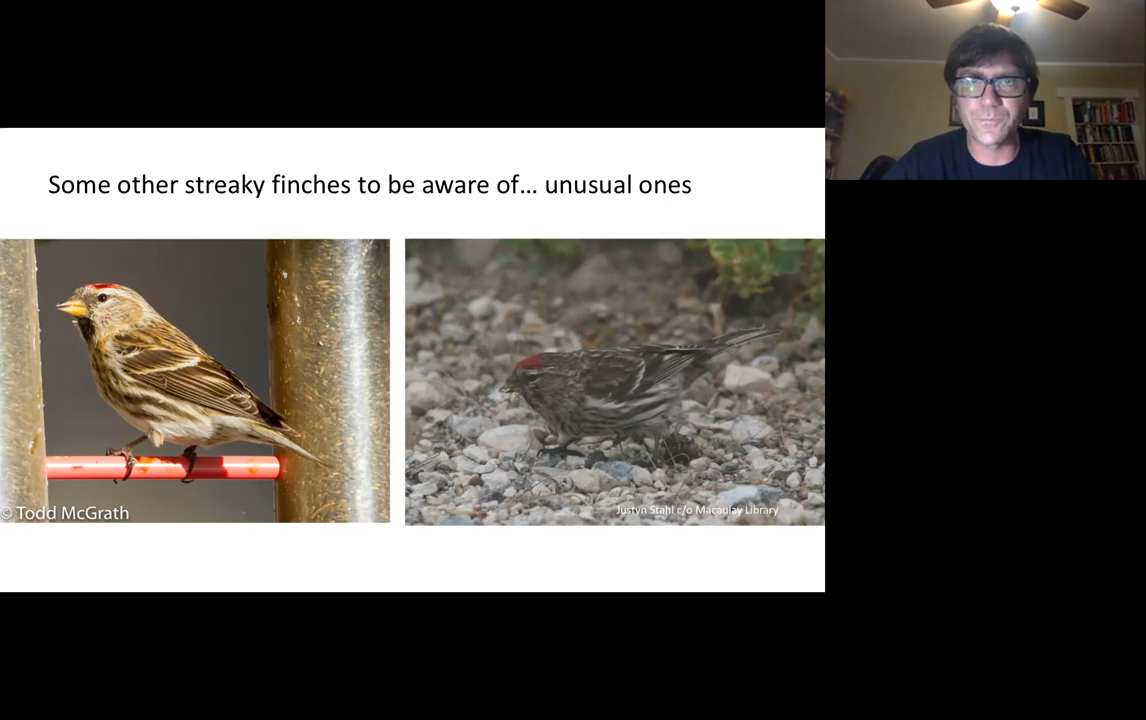 Some other streaky finches to be aware of... unusual ones
© Todd McGrath
Justyn Stahl c/o Macaulay Library